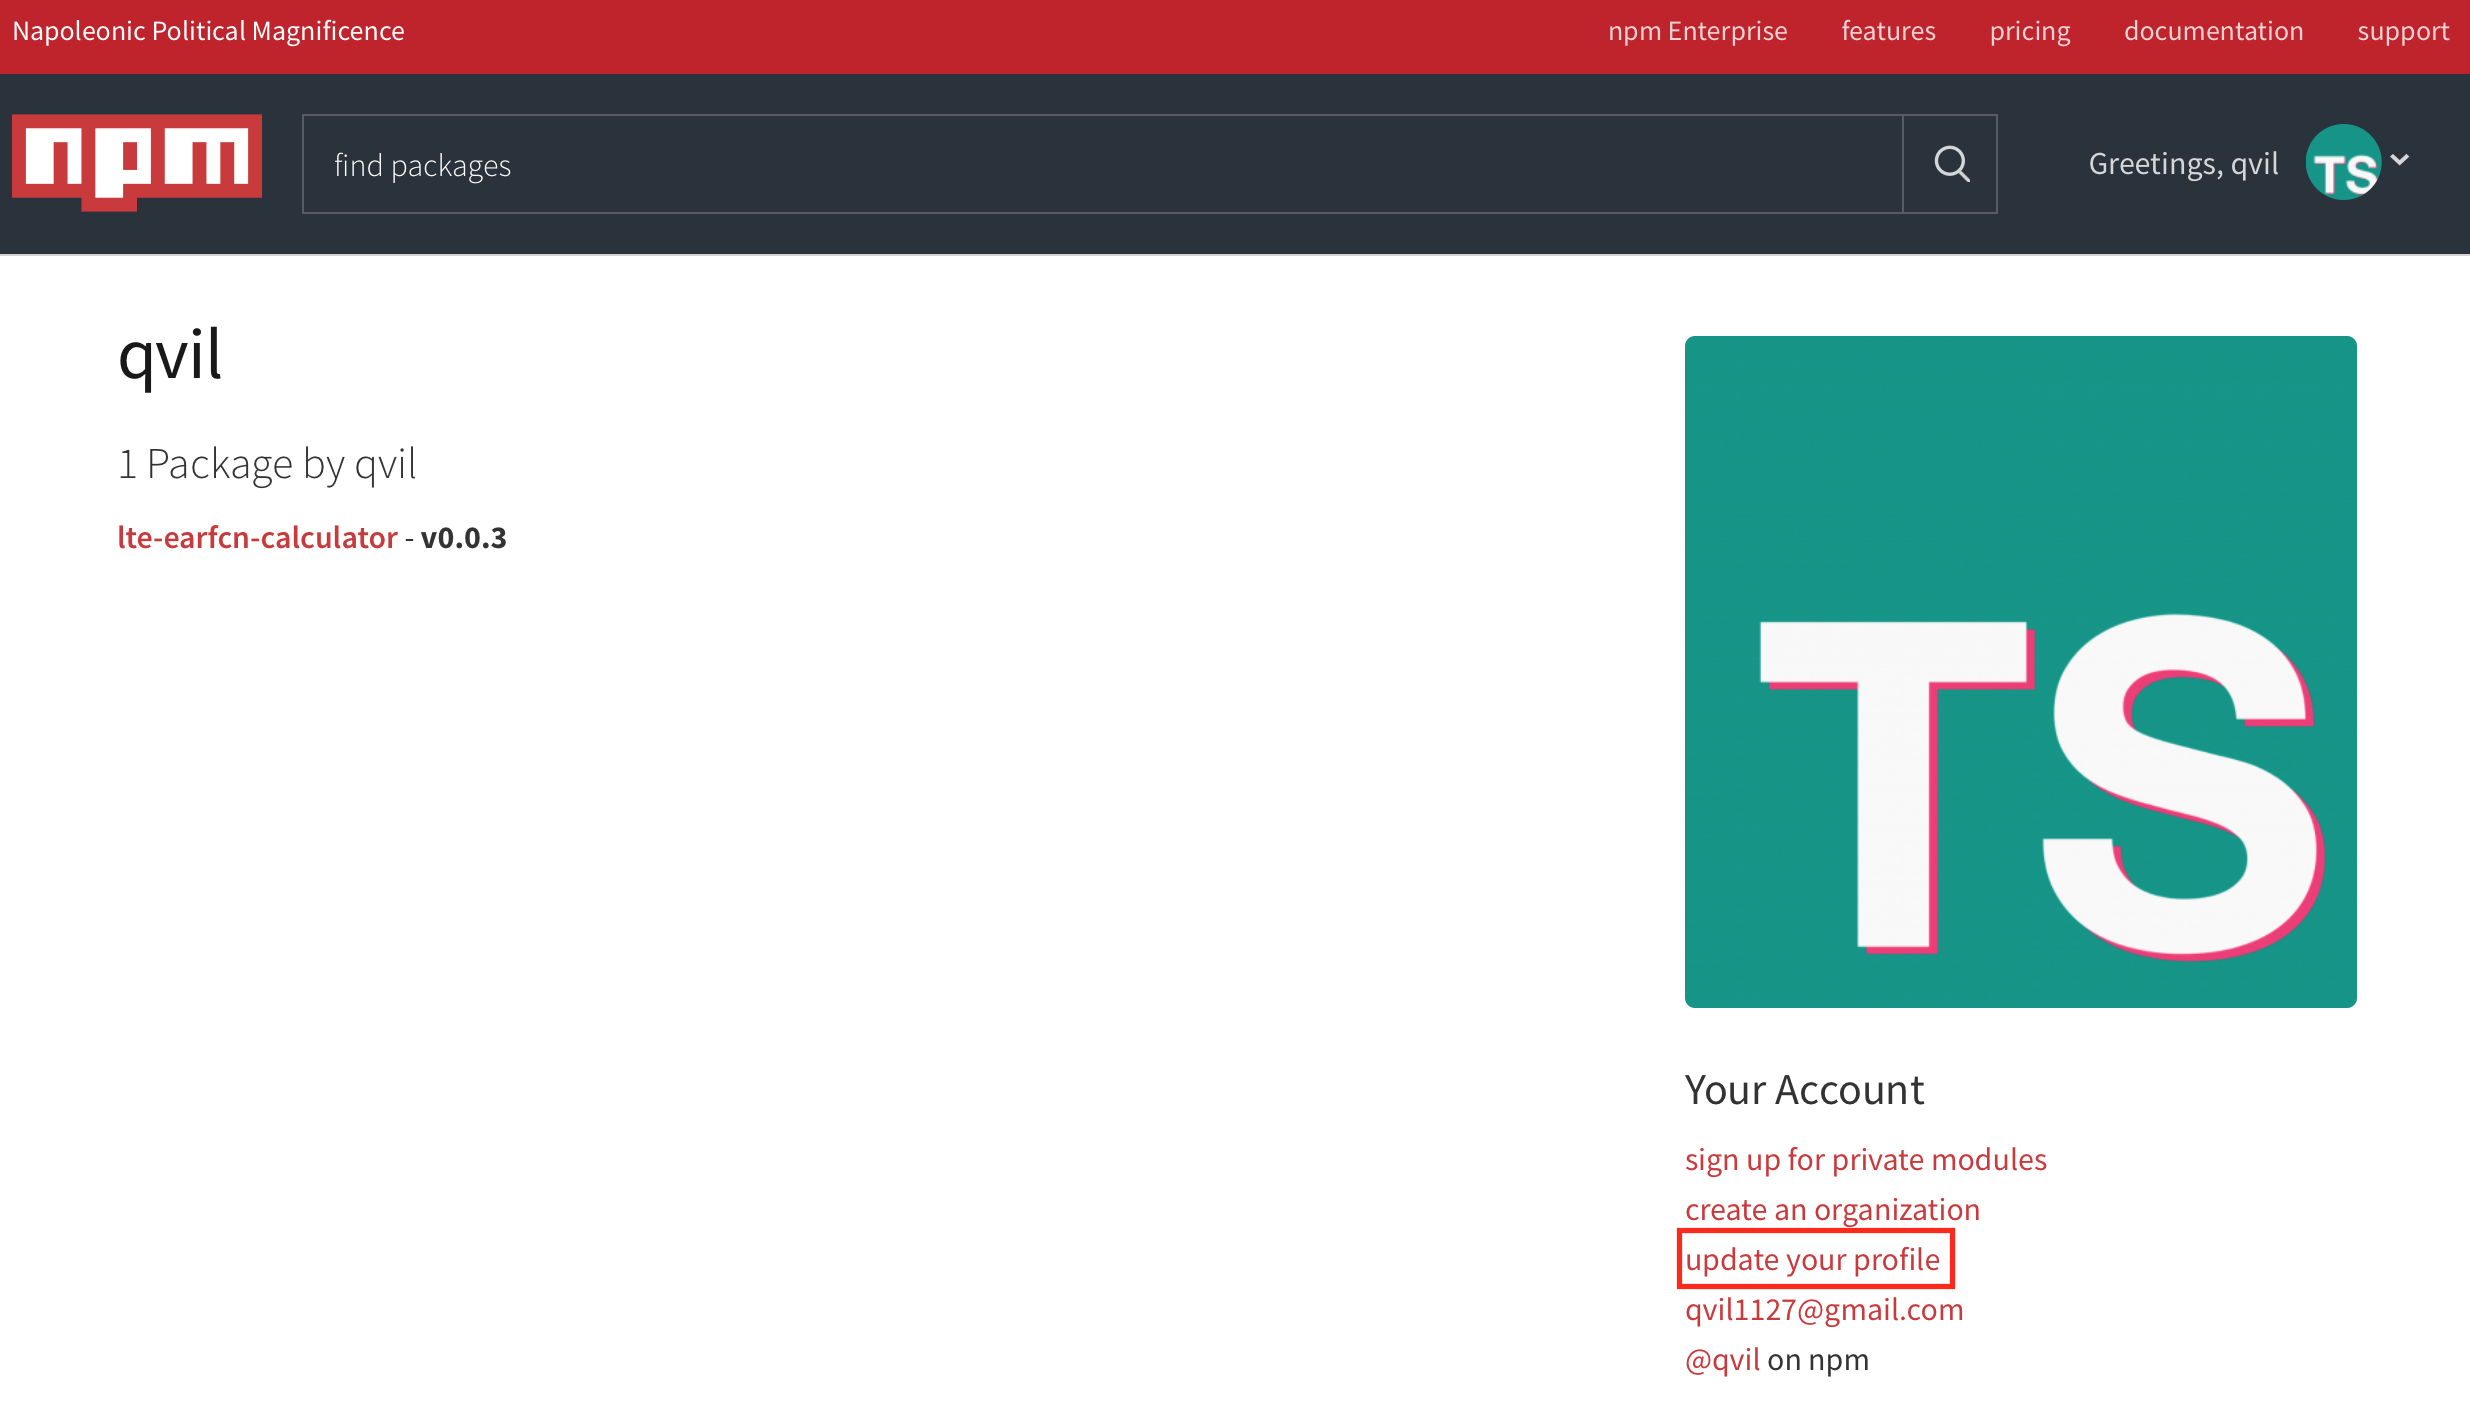 Napoleonic Political Magnificence
npm Enterprise features pricing documentation support
npm
find packages
Greetings, qvil
TS
qvil
1 Package by qvil
lte-earfcn-calculator - v0.0.3
TS
Your Account
sign up for private modules
create an organization
update your profile
qvil1127@gmail.com
@qvil on npm